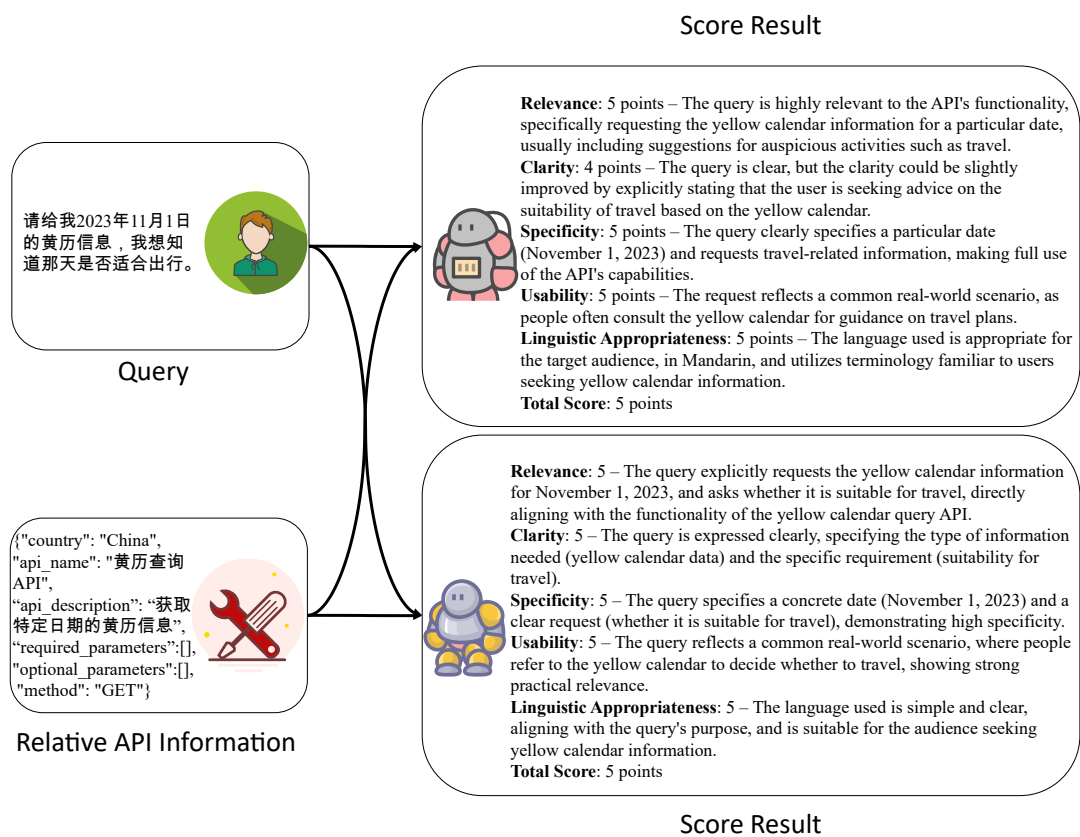 Score Result
请给我2023年11月1日
的黄历信息，我想知
道那天是否适合出行。
Query
{"country": "China",
"api_name": "黄历查询
API",
“api_description”: “获取
特定日期的黄历信息”,
“required_parameters”:[],
"optional_parameters":[],
"method": "GET"}
Relative API Information
Relevance: 5 points – The query is highly relevant to the API's functionality,
specifically requesting the yellow calendar information for a particular date,
usually including suggestions for auspicious activities such as travel.
Clarity: 4 points – The query is clear, but the clarity could be slightly
improved by explicitly stating that the user is seeking advice on the
suitability of travel based on the yellow calendar.
Specificity: 5 points – The query clearly specifies a particular date
(November 1, 2023) and requests travel-related information, making full use
of the API's capabilities.
Usability: 5 points – The request reflects a common real-world scenario, as
people often consult the yellow calendar for guidance on travel plans.
Linguistic Appropriateness: 5 points – The language used is appropriate for
the target audience, in Mandarin, and utilizes terminology familiar to users
seeking yellow calendar information.
Total Score: 5 points
Relevance: 5 – The query explicitly requests the yellow calendar information
for November 1, 2023, and asks whether it is suitable for travel, directly
aligning with the functionality of the yellow calendar query API.
Clarity: 5 – The query is expressed clearly, specifying the type of information
needed (yellow calendar data) and the specific requirement (suitability for
travel).
Specificity: 5 – The query specifies a concrete date (November 1, 2023) and a
clear request (whether it is suitable for travel), demonstrating high specificity.
Usability: 5 – The query reflects a common real-world scenario, where people
refer to the yellow calendar to decide whether to travel, showing strong
practical relevance.
Linguistic Appropriateness: 5 – The language used is simple and clear,
aligning with the query's purpose, and is suitable for the audience seeking
yellow calendar information.
Total Score: 5 points
Score Result